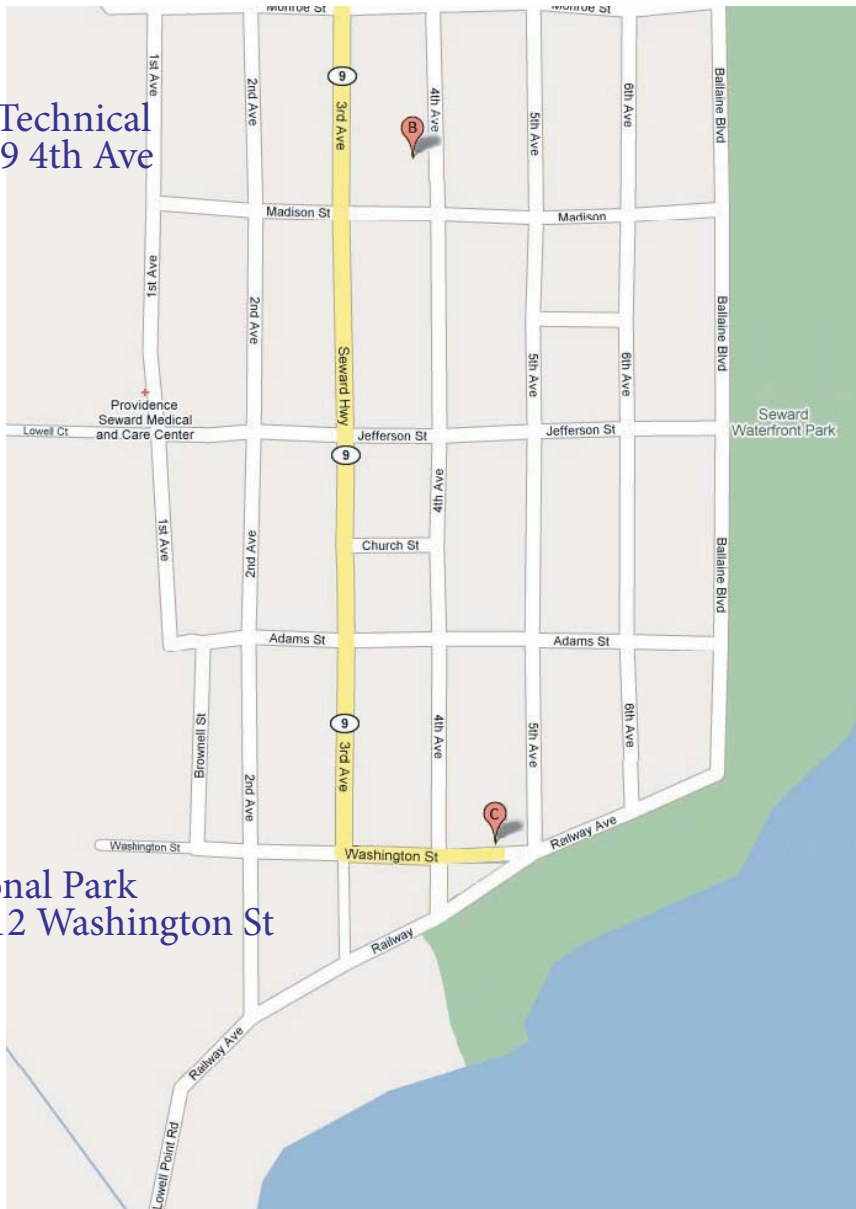 Monroe St
Monroe St
1st Ave
2nd Ave
9
3rd Ave
4th Ave
5th Ave
6th Ave
Ballaine Blvd
B
Technical
9 4th Ave
Madison St
Madison
1st Ave
2nd Ave
Seward Hwy
5th Ave
6th Ave
Ballaine Blvd
Providence
Seward Medical
and Care Center
Lowell Ct
Jefferson St
Jefferson St
Seward
Waterfront Park
9
4th Ave
1st Ave
2nd Ave
Church St
Ballaine Blvd
Adams St
Adams St
Brownell St
2nd Ave
9
3rd Ave
4th Ave
5th Ave
6th Ave
C
Washington St
Washington St
Railway Ave
onal Park
12 Washington St
Railway
Railway Ave
Lowell Point Rd